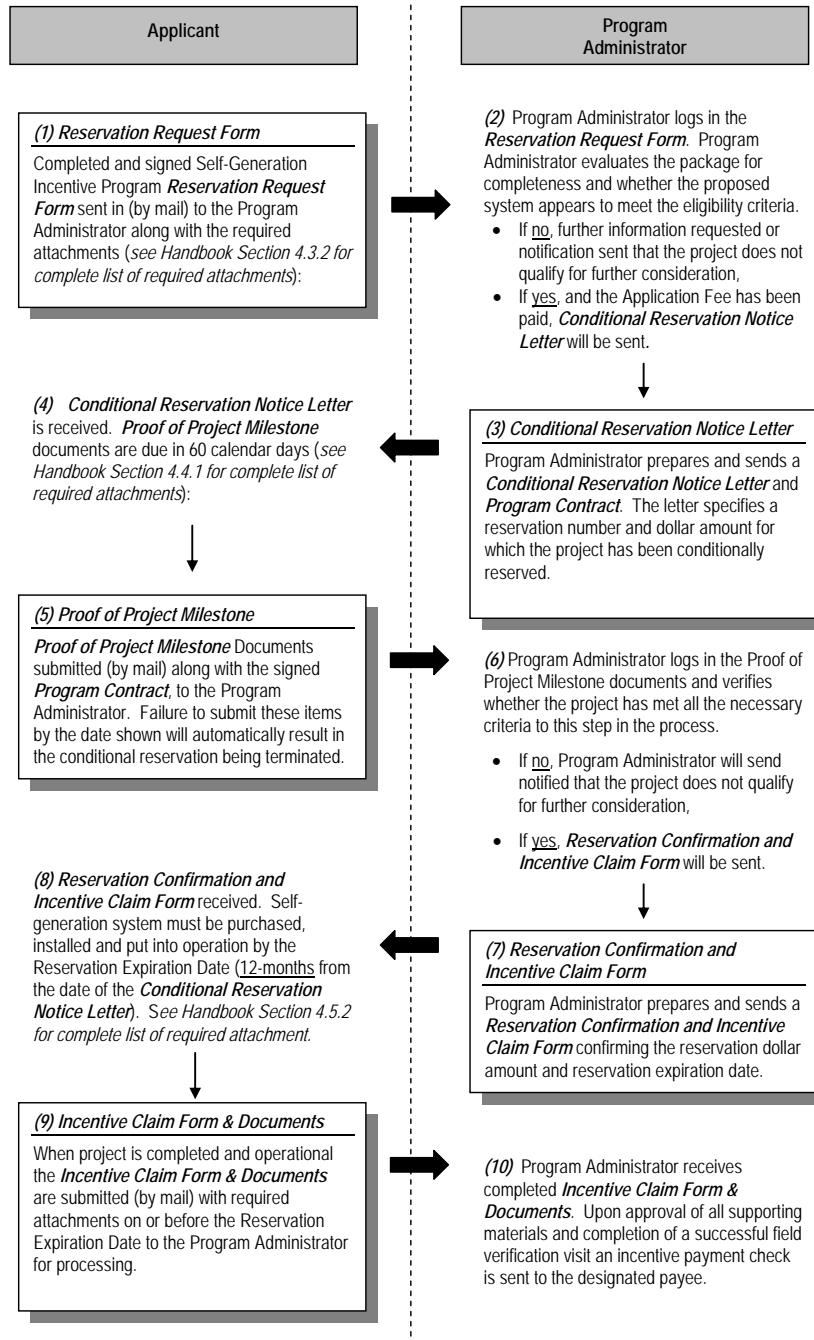 Applicant
Program
Administrator
(1) Reservation Request Form
Completed and signed Self-Generation
Incentive Program Reservation Request
Form sent in (by mail) to the Program
Administrator along with the required
attachments (see Handbook Section 4.3.2 for
complete list of required attachments):
(2) Program Administrator logs in the
Reservation Request Form. Program
Administrator evaluates the package for
completeness and whether the proposed
system appears to meet the eligibility criteria.
• If no, further information requested or
notification sent that the project does not
qualify for further consideration,
• If yes, and the Application Fee has been
paid, Conditional Reservation Notice
Letter will be sent.
(3) Conditional Reservation Notice Letter
Program Administrator prepares and sends a
Conditional Reservation Notice Letter and
Program Contract. The letter specifies a
reservation number and dollar amount for
which the project has been conditionally
reserved.
(4) Conditional Reservation Notice Letter
is received. Proof of Project Milestone
documents are due in 60 calendar days (see
Handbook Section 4.4.1 for complete list of
required attachments):
(5) Proof of Project Milestone
Proof of Project Milestone Documents
submitted (by mail) along with the signed
Program Contract, to the Program
Administrator. Failure to submit these items
by the date shown will automatically result in
the conditional reservation being terminated.
(6) Program Administrator logs in the Proof of
Project Milestone documents and verifies
whether the project has met all the necessary
criteria to this step in the process.
• If no, Program Administrator will send
notified that the project does not qualify
for further consideration,
• If yes, Reservation Confirmation and
Incentive Claim Form will be sent.
(7) Reservation Confirmation and
Incentive Claim Form
Program Administrator prepares and sends a
Reservation Confirmation and Incentive
Claim Form confirming the reservation dollar
amount and reservation expiration date.
(8) Reservation Confirmation and
Incentive Claim Form received. Self-
generation system must be purchased,
installed and put into operation by the
Reservation Expiration Date (12-months from
the date of the Conditional Reservation
Notice Letter). See Handbook Section 4.5.2
for complete list of required attachment.
(9) Incentive Claim Form & Documents
When project is completed and operational
the Incentive Claim Form & Documents
are submitted (by mail) with required
attachments on or before the Reservation
Expiration Date to the Program Administrator
for processing.
(10) Program Administrator receives
completed Incentive Claim Form &
Documents. Upon approval of all supporting
materials and completion of a successful field
verification visit an incentive payment check
is sent to the designated payee.